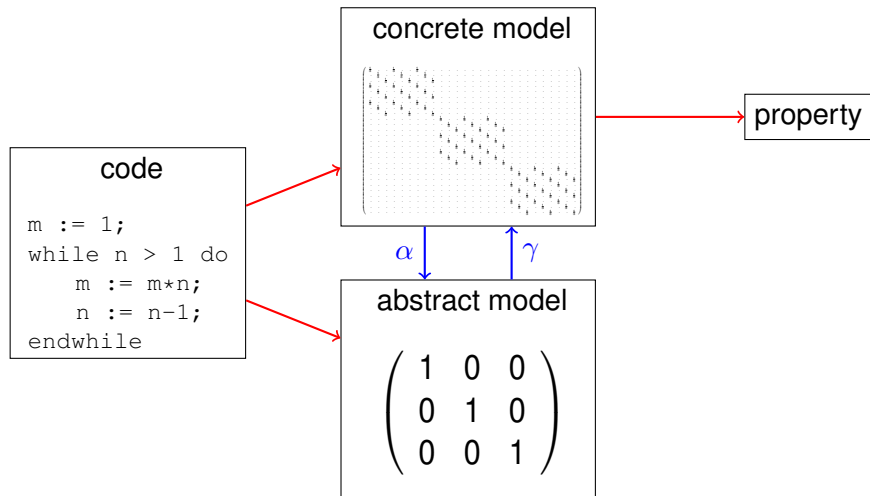 concrete model
property
code
m := 1;
while n > 1 do
m := m*n;
n := n-1;
endwhile
α
γ
abstract model
1 0 0
0 1 0
0 0 1